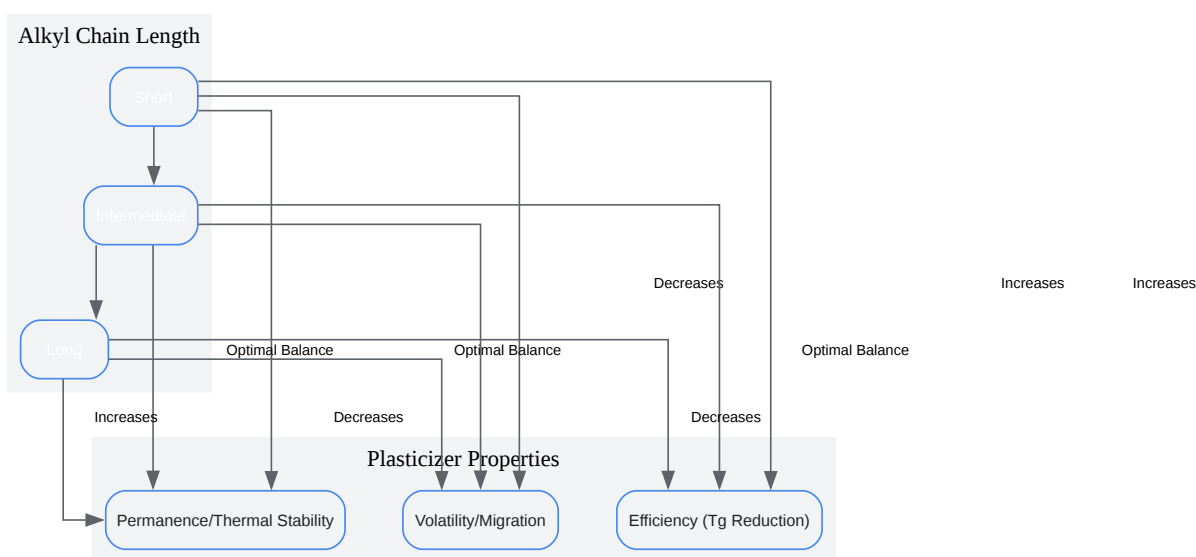 Alkyl Chain Length
Short
Intermediate
Decreases
Increases
Increases
Long
Optimal Balance
Optimal Balance
Optimal Balance
Increases
Decreases
Decreases
Plasticizer Properties
Permanence/Thermal Stability
Volatility/Migration
Efficiency (Tg Reduction)